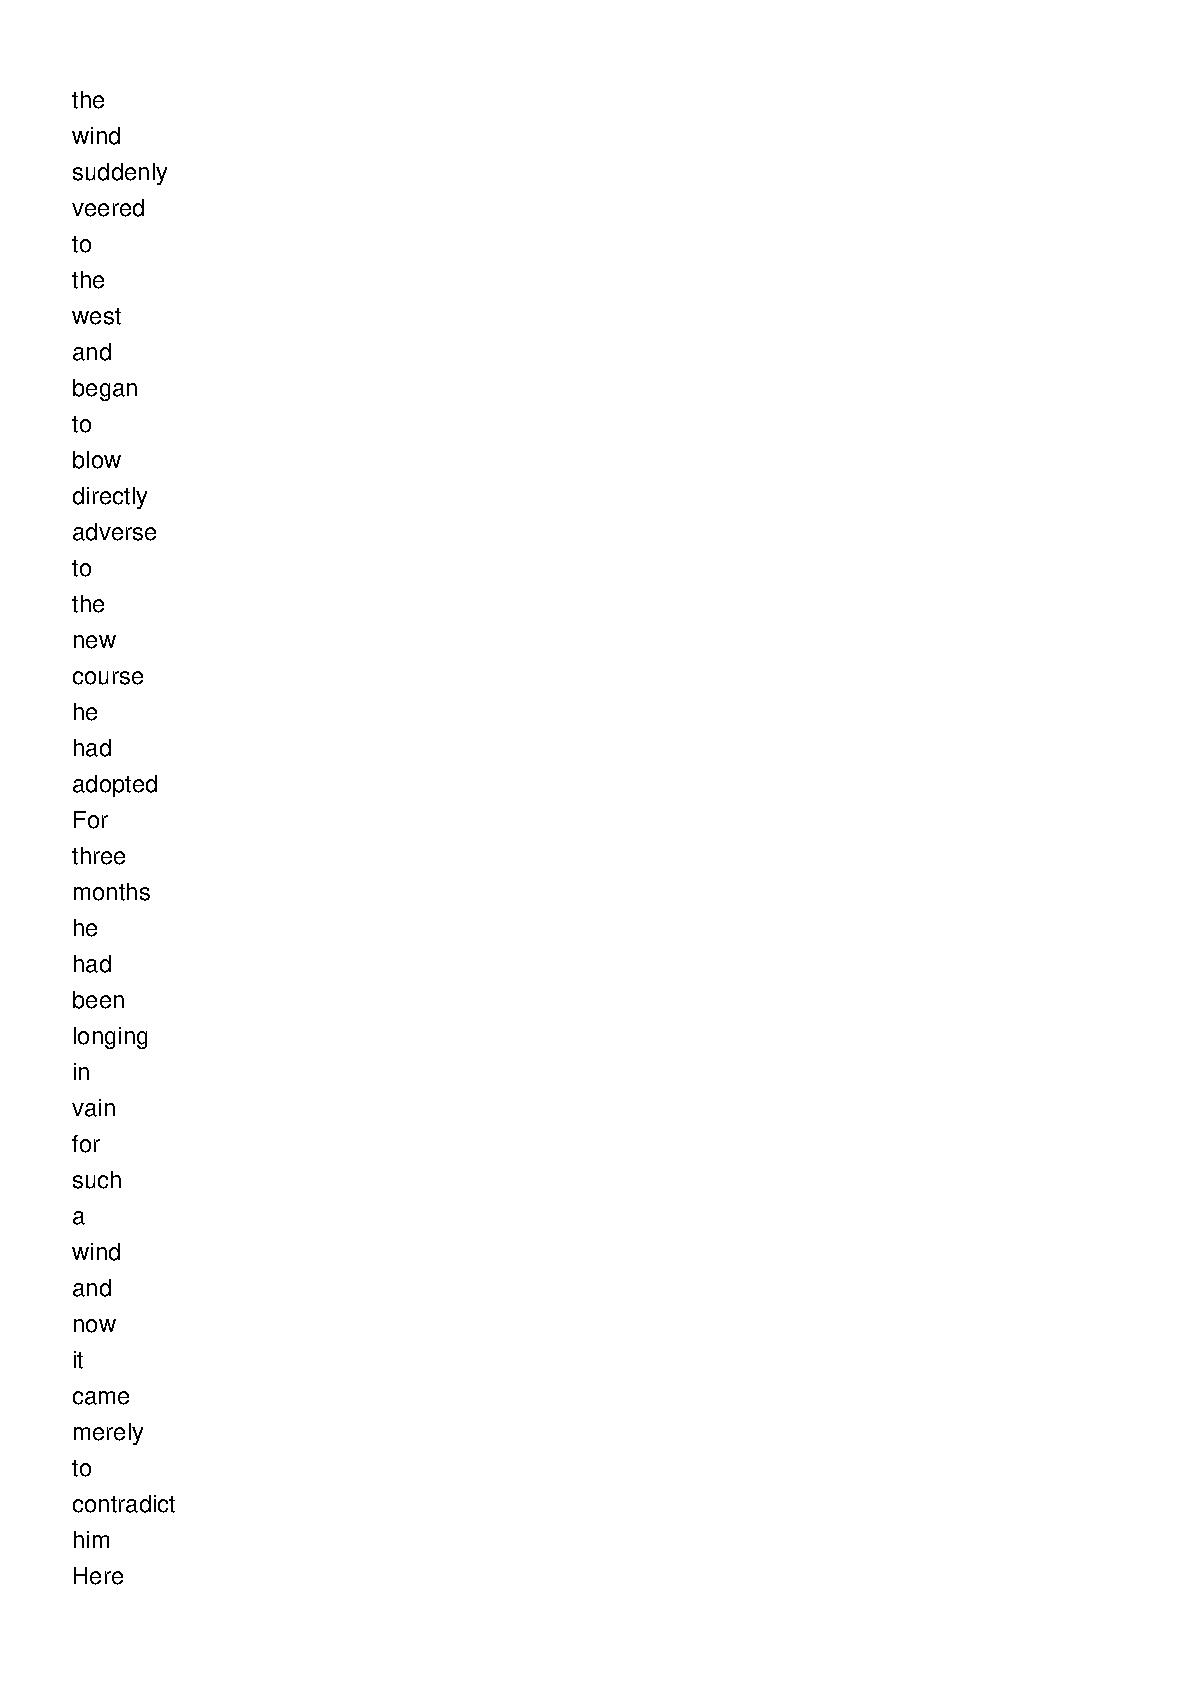 the
wind
suddenly
veered
to
the
west
and
began
to
blow
directly
adverse
to
the
new
course
he
had
adopted
For
three
months
he
had
been
longing
in
vain
for
such
a
wind
and
now
it
came
merely
to
contradict
him
Here